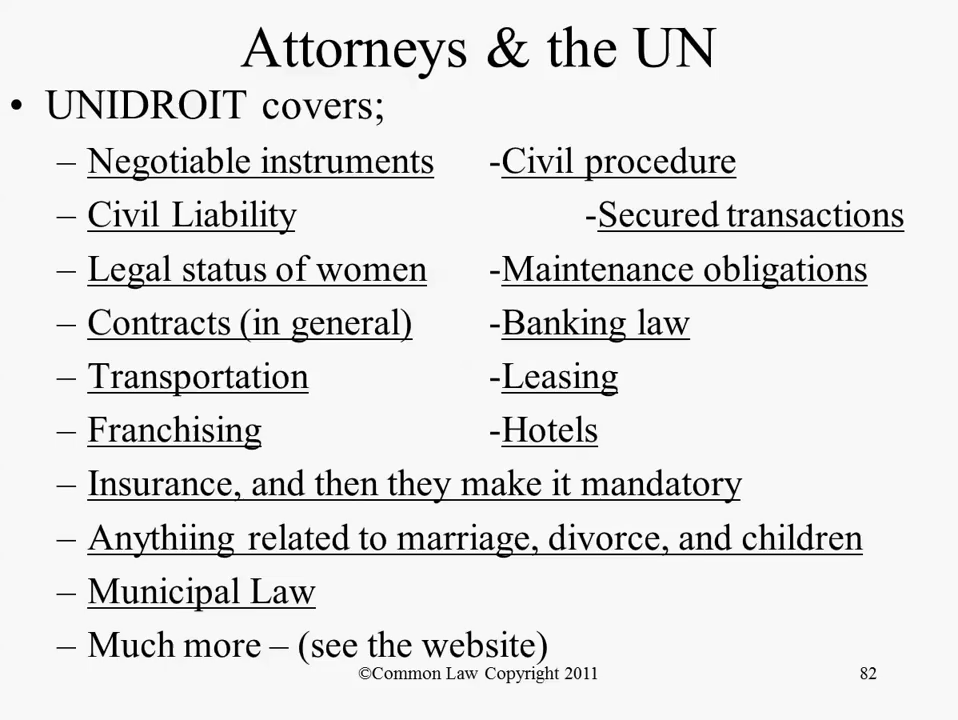 Attorneys & the UN
• UNIDROIT covers;
– Negotiable instruments -Civil procedure
– Civil Liability -Secured transactions
– Legal status of women -Maintenance obligations
– Contracts (in general) -Banking law
– Transportation -Leasing
– Franchising -Hotels
– Insurance, and then they make it mandatory
– Anythiing related to marriage, divorce, and children
– Municipal Law
– Much more – (see the website)
©Common Law Copyright 2011 82